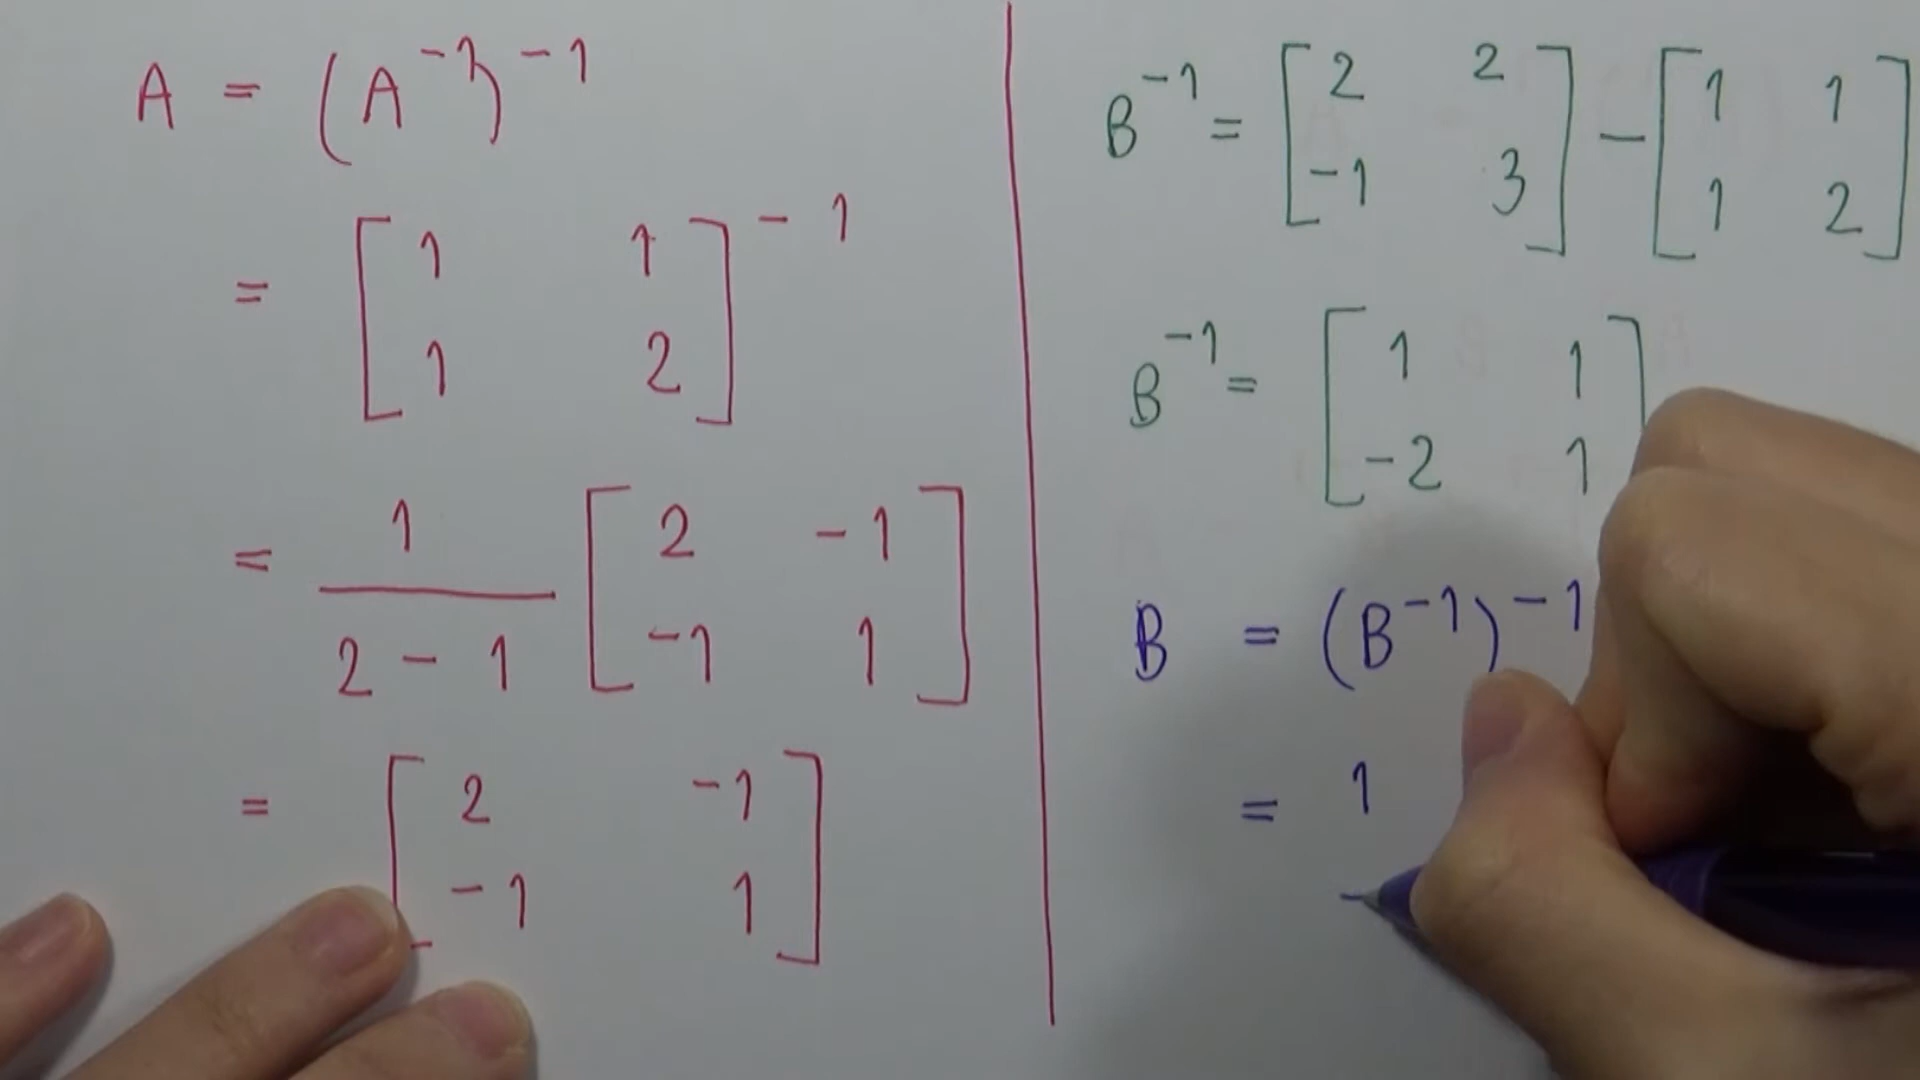 A = (A⁻¹)⁻¹
= [1 1
1 2]⁻¹
= 1/(2 - 1) [2 -1
-1 1]
= [2 -1
-1 1]
B⁻¹ = [2 2
-1 3] - [1 1
1 2]
B⁻¹ = [1 1
-2 1]
B = (B⁻¹)⁻¹
= 1